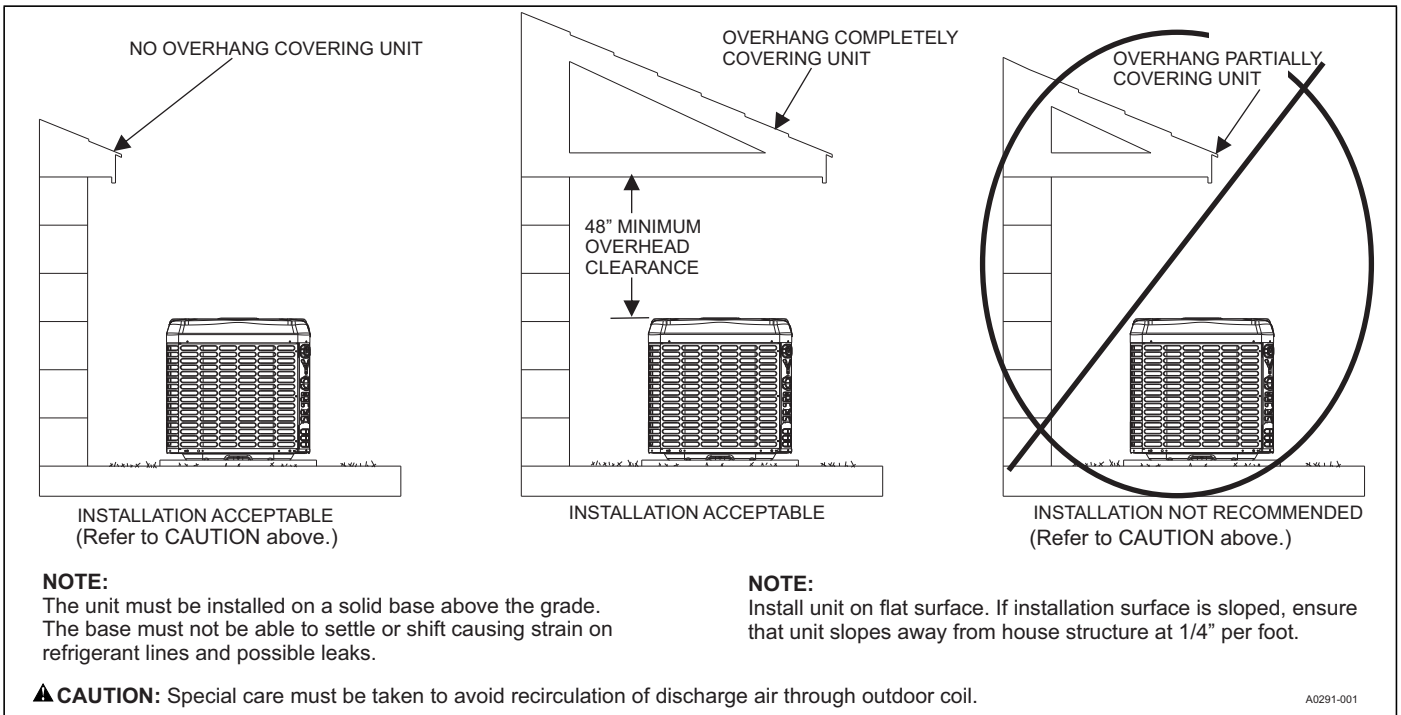 NO OVERHANG COVERING UNIT
OVERHANG COMPLETELY
COVERING UNIT
OVERHANG PARTIALLY
COVERING UNIT
48” MINIMUM
OVERHEAD
CLEARANCE
INSTALLATION ACCEPTABLE
(Refer to CAUTION above.)
INSTALLATION ACCEPTABLE
INSTALLATION NOT RECOMMENDED
(Refer to CAUTION above.)
NOTE:
The unit must be installed on a solid base above the grade.
The base must not be able to settle or shift causing strain on
refrigerant lines and possible leaks.
NOTE:
Install unit on flat surface. If installation surface is sloped, ensure
that unit slopes away from house structure at 1/4” per foot.
CAUTION: Special care must be taken to avoid recirculation of discharge air through outdoor coil.
A0291-001